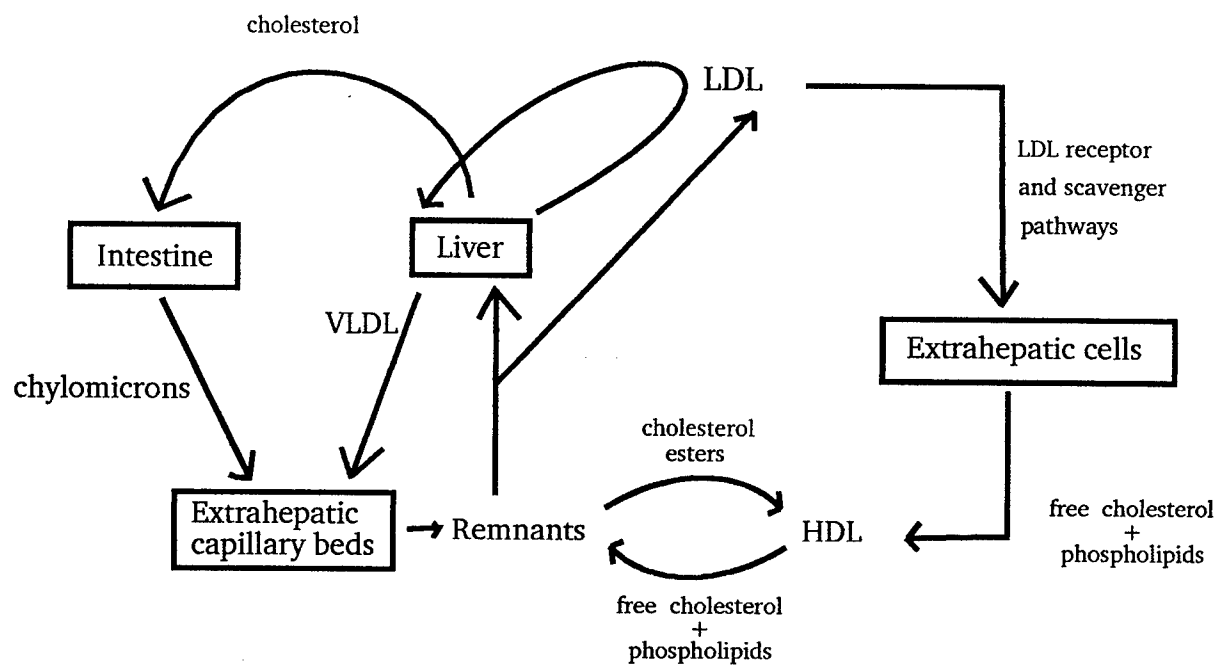 cholesterol
LDL
LDL receptor
and scavenger
pathways
Intestine
Liver
VLDL
chylomicrons
Extrahepatic cells
cholesterol
esters
Extrahepatic
capillary beds
Remnants
HDL
free cholesterol
+
phospholipids
free cholesterol
+
phospholipids